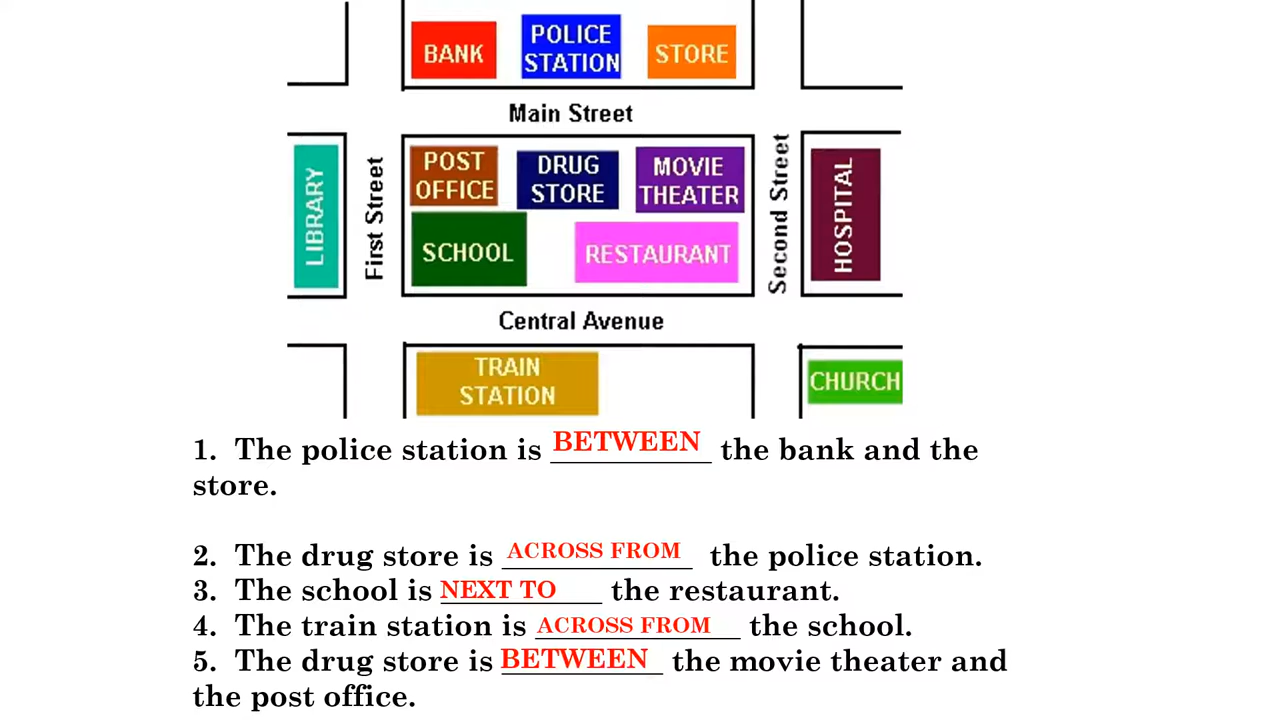 BANK
POLICE
STATION
STORE
Main Street
LIBRARY
First Street
POST
OFFICE
DRUG
STORE
MOVIE
THEATER
SCHOOL
RESTAURANT
Second Street
HOSPITAL
Central Avenue
TRAIN
STATION
CHURCH
1. The police station is BETWEEN the bank and the
store.
2. The drug store is ACROSS FROM the police station.
3. The school is NEXT TO the restaurant.
4. The train station is ACROSS FROM the school.
5. The drug store is BETWEEN the movie theater and
the post office.